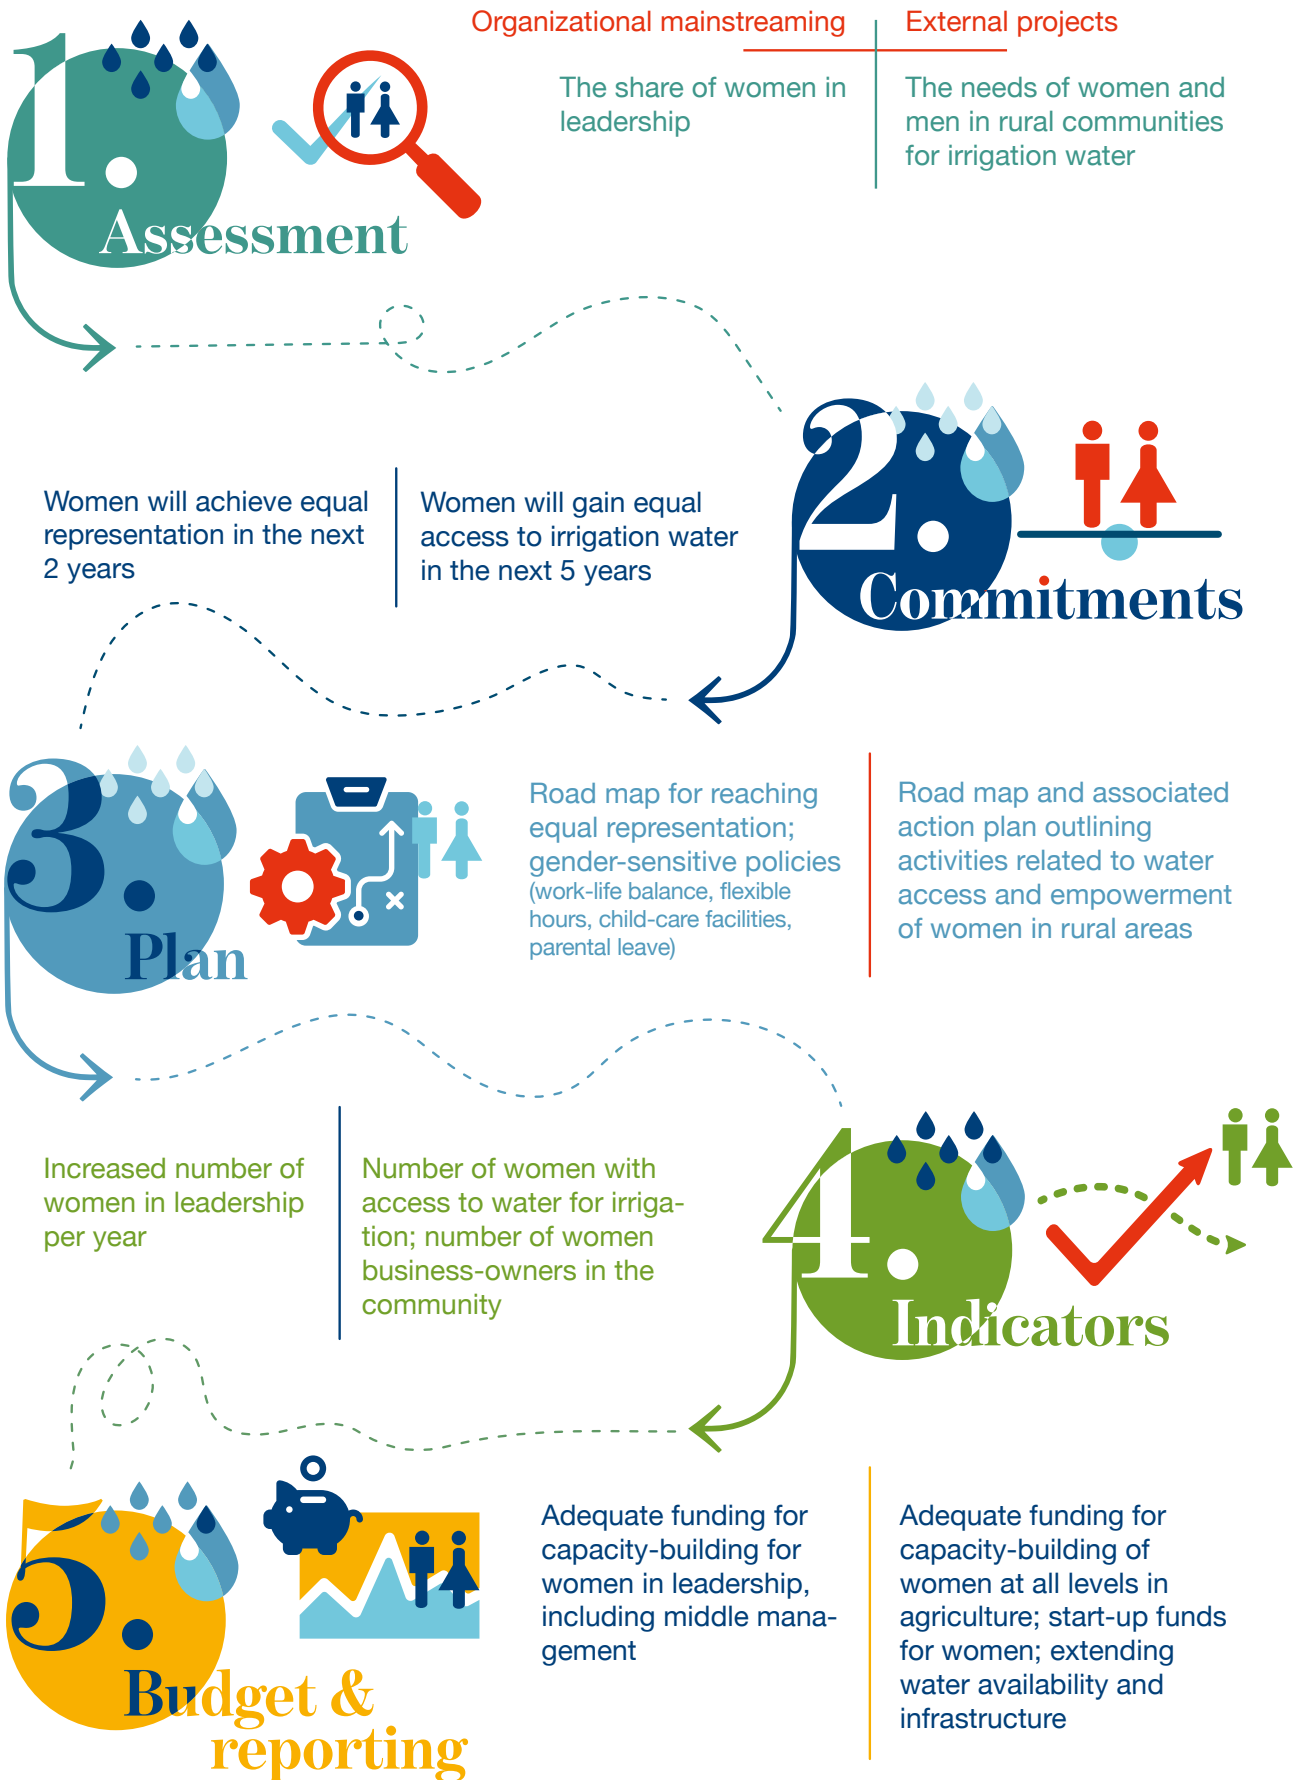 Organizational mainstreaming
External projects
1.
The share of women in
leadership
The needs of women and
men in rural communities
for irrigation water
Assessment
2.
Women will achieve equal
representation in the next
2 years
Women will gain equal
access to irrigation water
in the next 5 years
Commitments
3.
Road map for reaching
equal representation;
gender-sensitive policies
(work-life balance, flexible
hours, child-care facilities,
parental leave)
Road map and associated
action plan outlining
activities related to water
access and empowerment
of women in rural areas
Plan
4.
Increased number of
women in leadership
per year
Number of women with
access to water for irriga-
tion; number of women
business-owners in the
community
Indicators
5.
Adequate funding for
capacity-building for
women in leadership,
including middle mana-
gement
Adequate funding for
capacity-building of
women at all levels in
agriculture; start-up funds
for women; extending
water availability and
infrastructure
Budget &
reporting